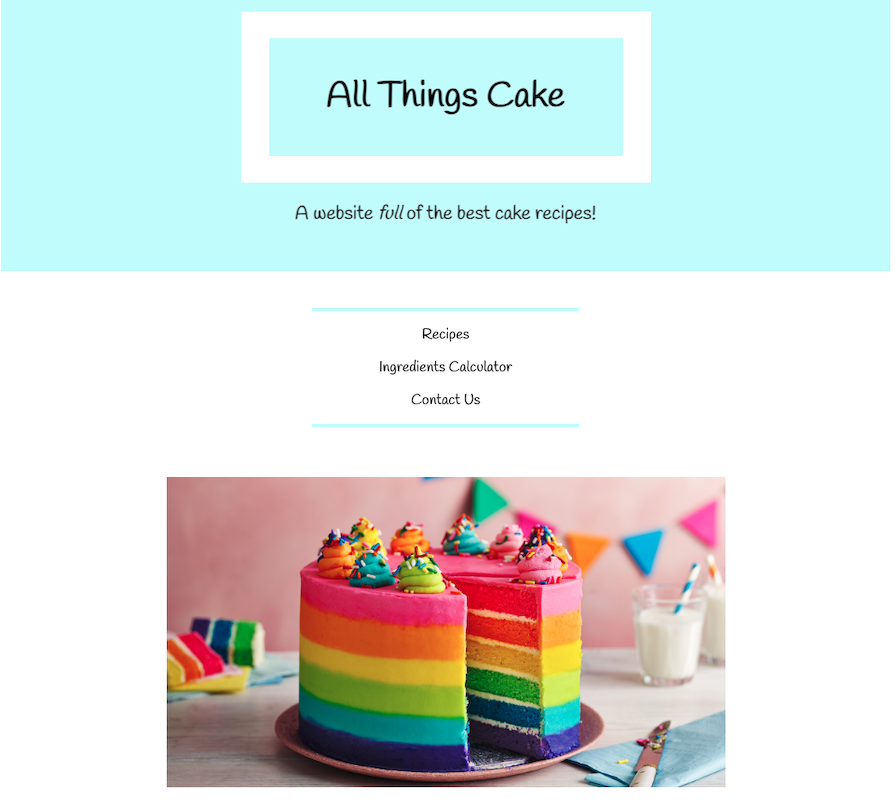 All Things Cake
A website full of the best cake recipes!
Recipes
Ingredients Calculator
Contact Us